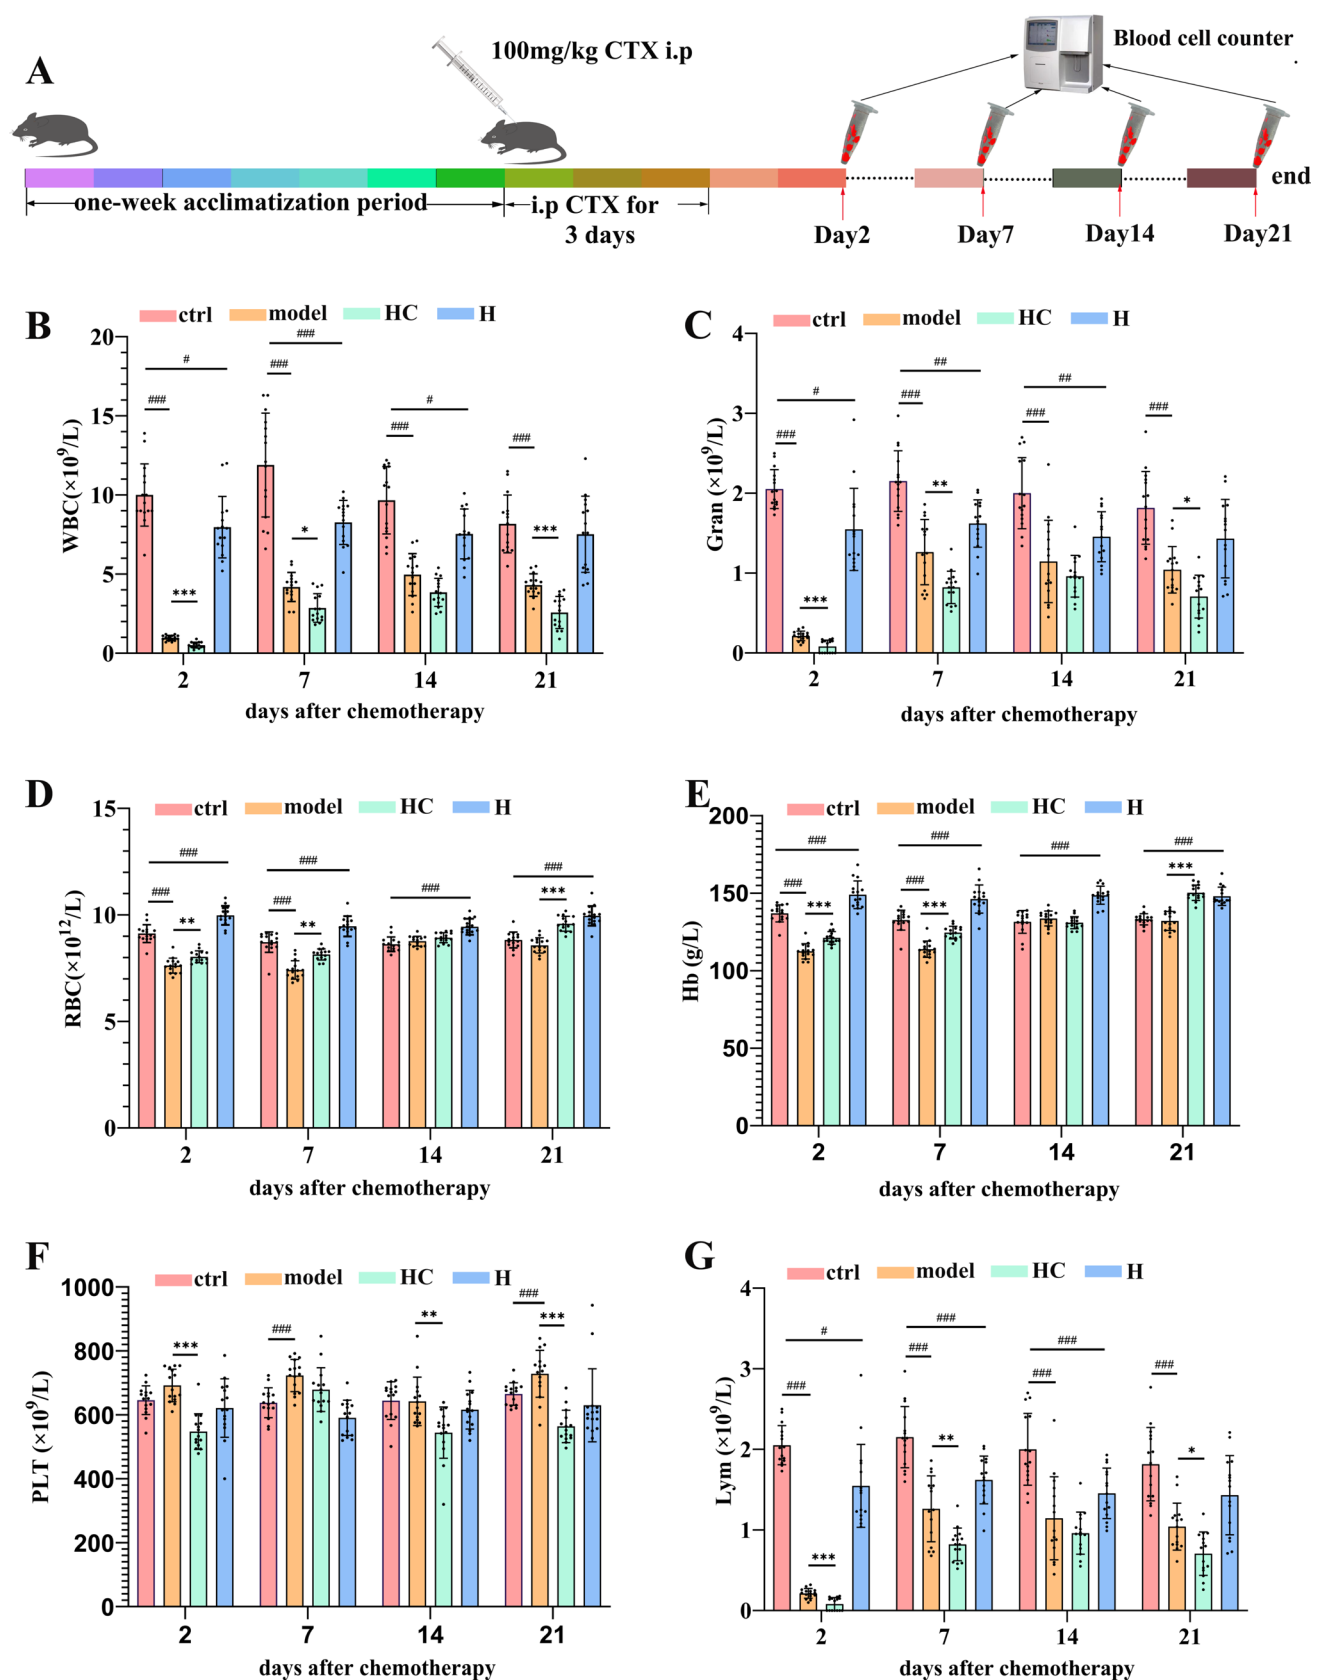 A
100mg/kg CTX i.p
Blood cell counter
one-week acclimatization period
i.p CTX for
3 days
Day2
Day7
Day14
Day21
end
B
ctrl model HC H
WBC(×10⁹/L)
20
15
10
5
0
# ### ***
### ### *
# ###
### ***
2 7 14 21
days after chemotherapy
C
ctrl model HC H
Gran (×10⁹/L)
4
3
2
1
0
# ### ***
## ### **
## ###
### *
2 7 14 21
days after chemotherapy
D
ctrl model HC H
RBC(×10¹²/L)
15
10
5
0
### ### **
### ### **
###
### ***
2 7 14 21
days after chemotherapy
E
ctrl model HC H
Hb (g/L)
200
150
100
50
0
### ### ***
### ### ***
###
### ***
2 7 14 21
days after chemotherapy
F
ctrl model HC H
PLT (×10⁹/L)
1000
800
600
400
200
0
***
###
**
### ***
2 7 14 21
days after chemotherapy
G
ctrl model HC H
Lym (×10⁹/L)
4
3
2
1
0
# ### ***
### ### **
### ###
### *
2 7 14 21
days after chemotherapy